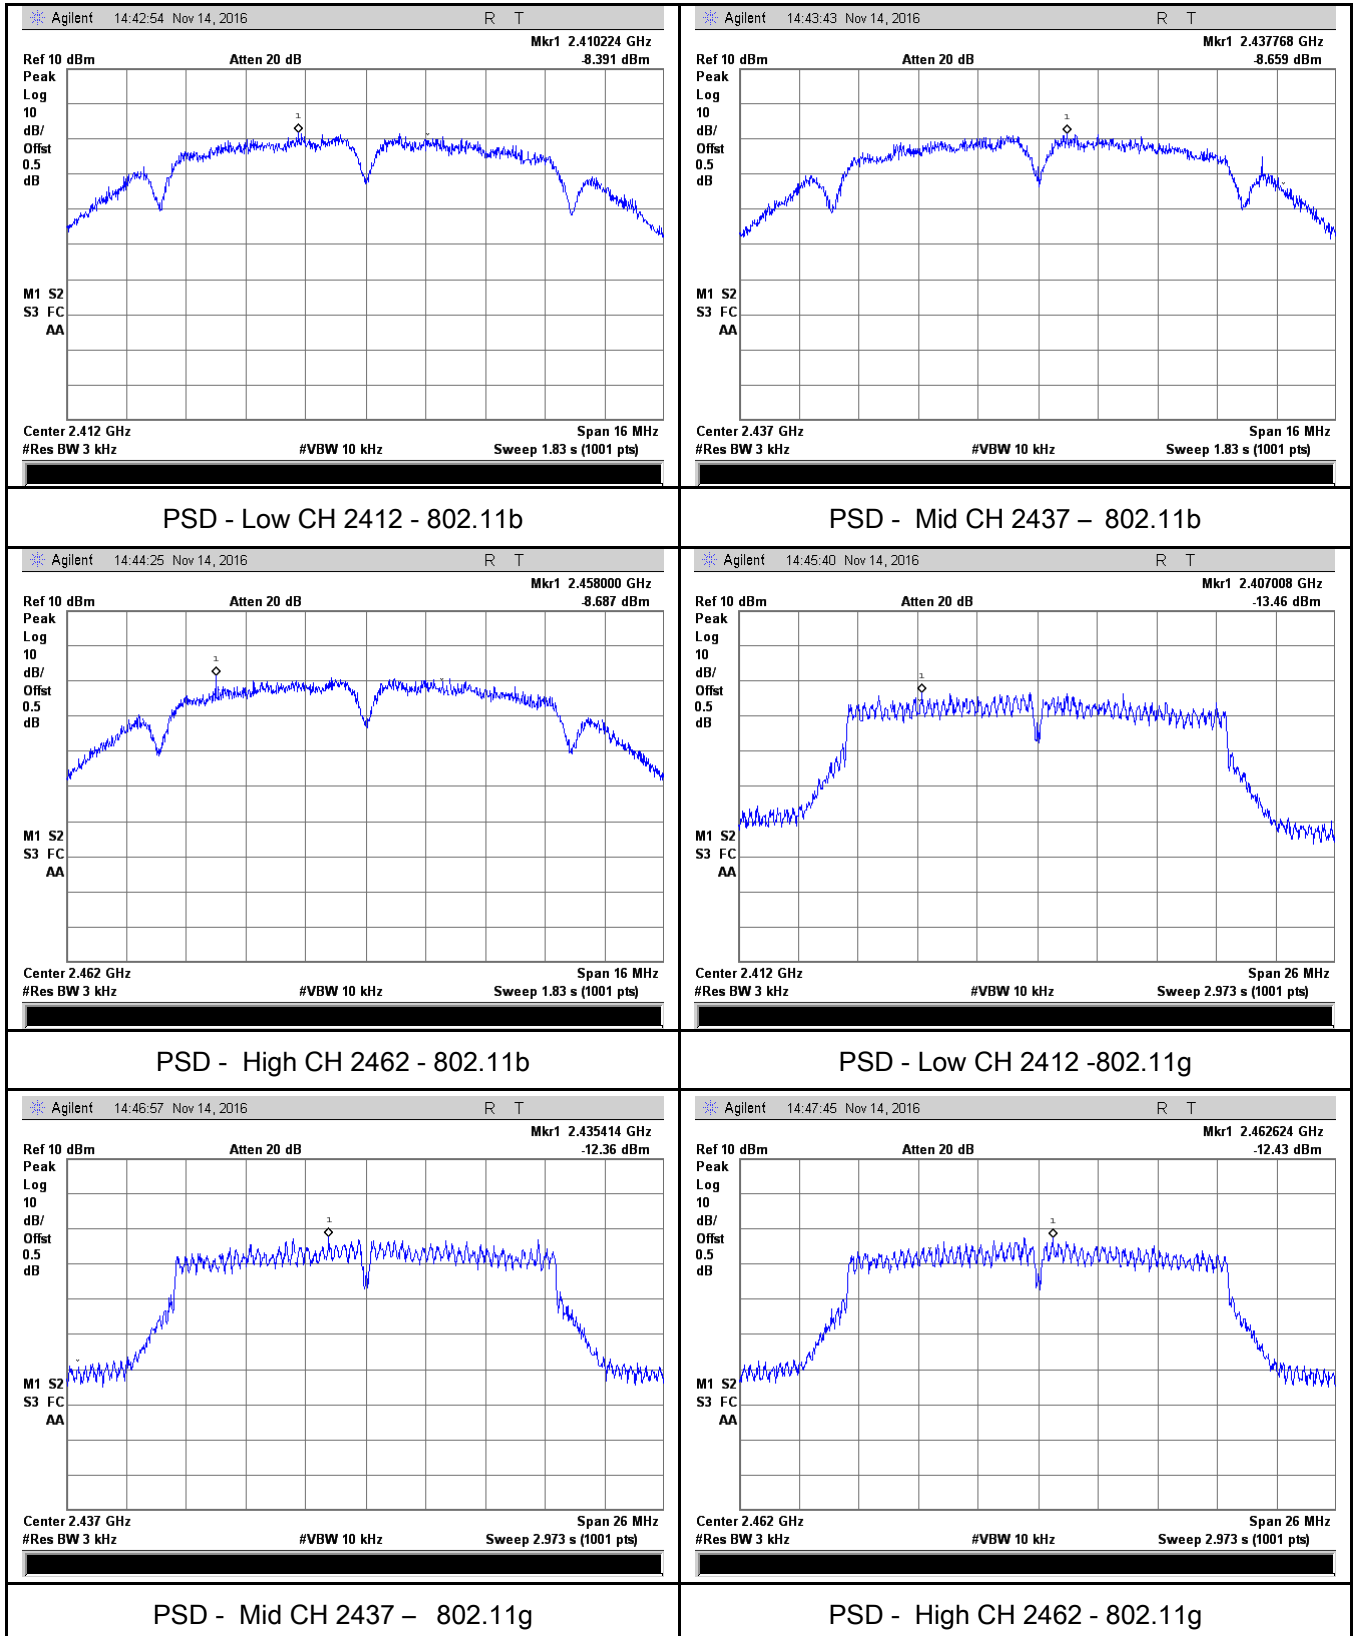 Agilent 14:42:54 Nov 14, 2016 R T
Mkr1 2.410224 GHz
Ref 10 dBm Atten 20 dB -8.391 dBm
Peak
Log
10
dB/
Offst
0.5
dB
1
M1 S2
S3 FC
AA
Center 2.412 GHz Span 16 MHz
#Res BW 3 kHz #VBW 10 kHz Sweep 1.83 s (1001 pts)
PSD - Low CH 2412 - 802.11b
Agilent 14:43:43 Nov 14, 2016 R T
Mkr1 2.437768 GHz
Ref 10 dBm Atten 20 dB -8.659 dBm
Peak
Log
10
dB/
Offst
0.5
dB
1
M1 S2
S3 FC
AA
Center 2.437 GHz Span 16 MHz
#Res BW 3 kHz #VBW 10 kHz Sweep 1.83 s (1001 pts)
PSD - Mid CH 2437 – 802.11b
Agilent 14:44:25 Nov 14, 2016 R T
Mkr1 2.458000 GHz
Ref 10 dBm Atten 20 dB -8.687 dBm
Peak
Log
10
dB/
Offst
0.5
dB
1
M1 S2
S3 FC
AA
Center 2.462 GHz Span 16 MHz
#Res BW 3 kHz #VBW 10 kHz Sweep 1.83 s (1001 pts)
PSD - High CH 2462 - 802.11b
Agilent 14:45:40 Nov 14, 2016 R T
Mkr1 2.407008 GHz
Ref 10 dBm Atten 20 dB -13.46 dBm
Peak
Log
10
dB/
Offst
0.5
dB
1
M1 S2
S3 FC
AA
Center 2.412 GHz Span 26 MHz
#Res BW 3 kHz #VBW 10 kHz Sweep 2.973 s (1001 pts)
PSD - Low CH 2412 -802.11g
Agilent 14:46:57 Nov 14, 2016 R T
Mkr1 2.435414 GHz
Ref 10 dBm Atten 20 dB -12.36 dBm
Peak
Log
10
dB/
Offst
0.5
dB
1
M1 S2
S3 FC
AA
Center 2.437 GHz Span 26 MHz
#Res BW 3 kHz #VBW 10 kHz Sweep 2.973 s (1001 pts)
PSD - Mid CH 2437 – 802.11g
Agilent 14:47:45 Nov 14, 2016 R T
Mkr1 2.462624 GHz
Ref 10 dBm Atten 20 dB -12.43 dBm
Peak
Log
10
dB/
Offst
0.5
dB
1
M1 S2
S3 FC
AA
Center 2.462 GHz Span 26 MHz
#Res BW 3 kHz #VBW 10 kHz Sweep 2.973 s (1001 pts)
PSD - High CH 2462 - 802.11g